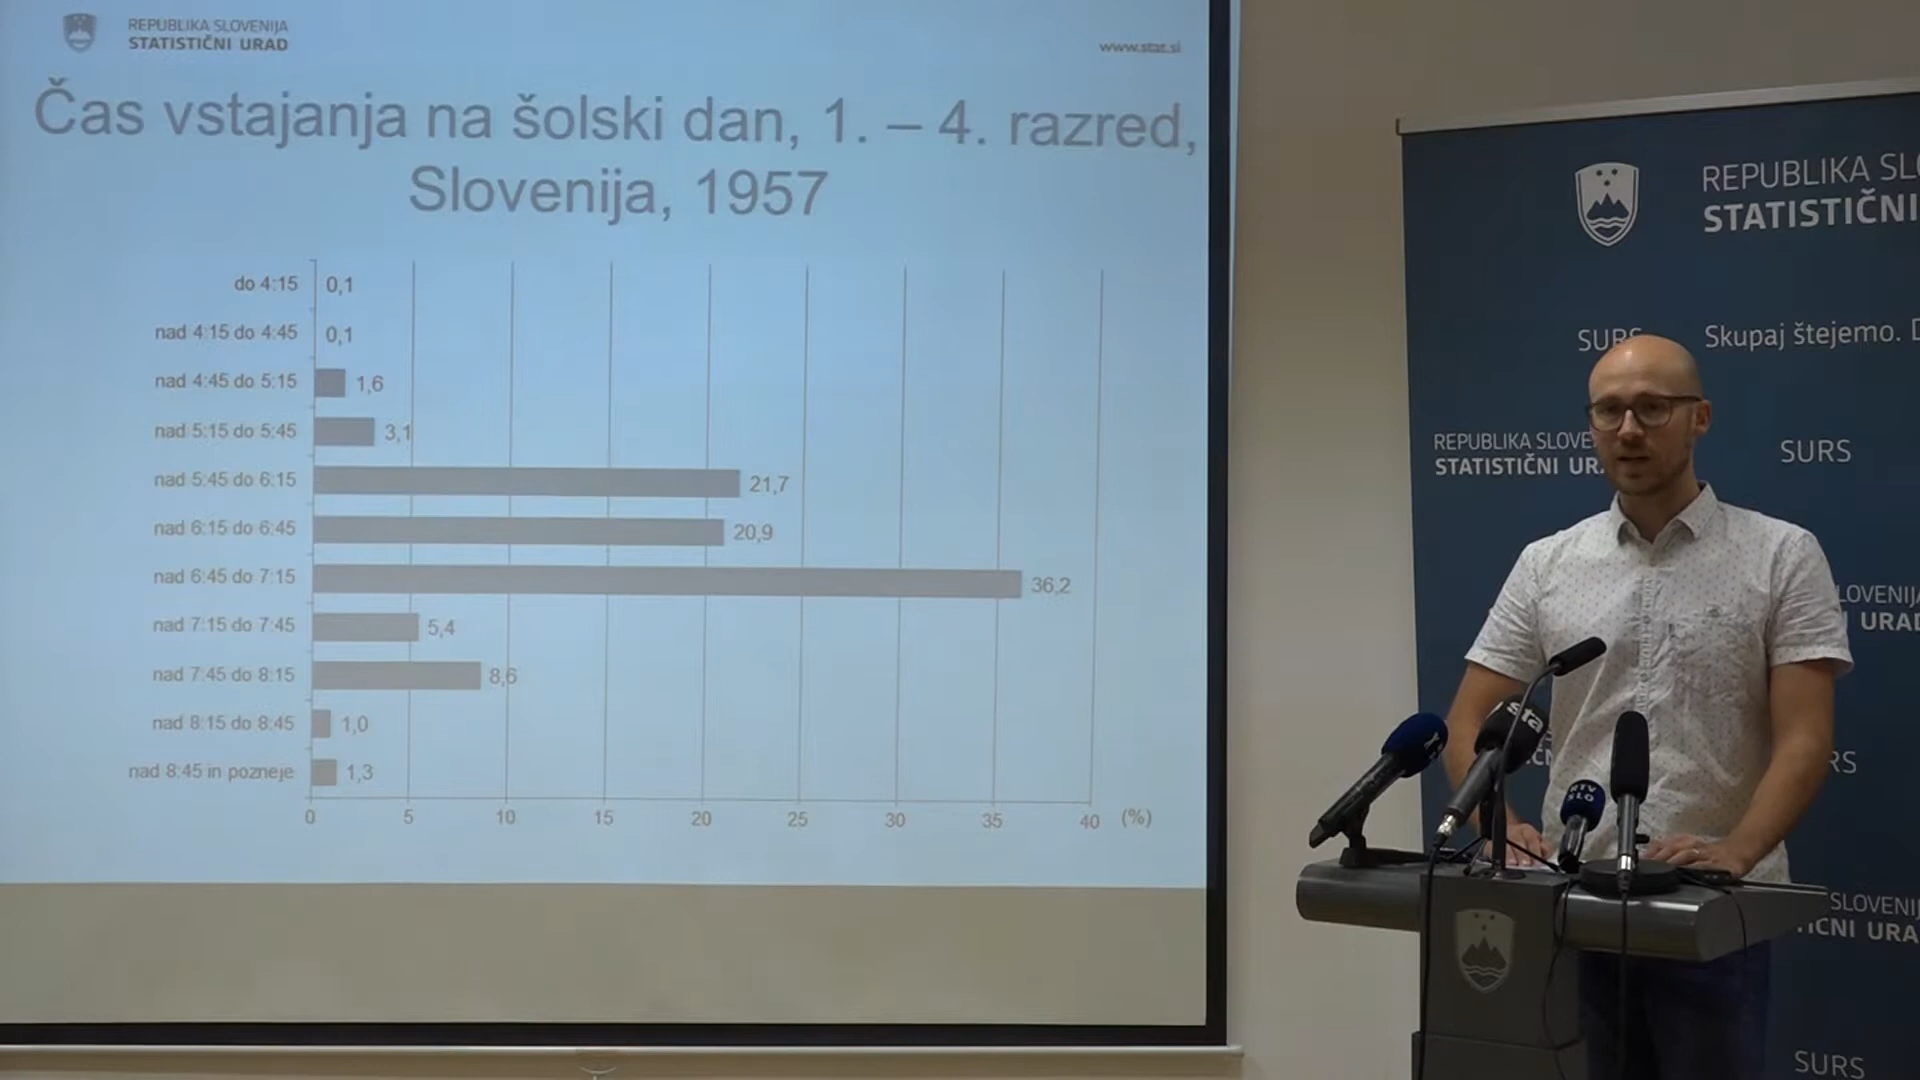 REPUBLIKA SLOVENIJA
STATISTIČNI URAD
www.stat.si
Čas vstajanja na šolski dan, 1. – 4. razred,
Slovenija, 1957
do 4:15 0,1
nad 4:15 do 4:45 0,1
nad 4:45 do 5:15 1,6
nad 5:15 do 5:45 3,1
nad 5:45 do 6:15 21,7
nad 6:15 do 6:45 20,9
nad 6:45 do 7:15 36,2
nad 7:15 do 7:45 5,4
nad 7:45 do 8:15 8,6
nad 8:15 do 8:45 1,0
nad 8:45 in pozneje 1,3
0 5 10 15 20 25 30 35 40 (%)
REPUBLIKA SL
STATISTIČNI
SURS Skupaj štejemo.
REPUBLIKA SLOVE
STATISTIČNI UR
SURS
LOVENIJA
URAD
sta
RTV
SLO
RS
SLOVENIJ
IČNI URA
SURS